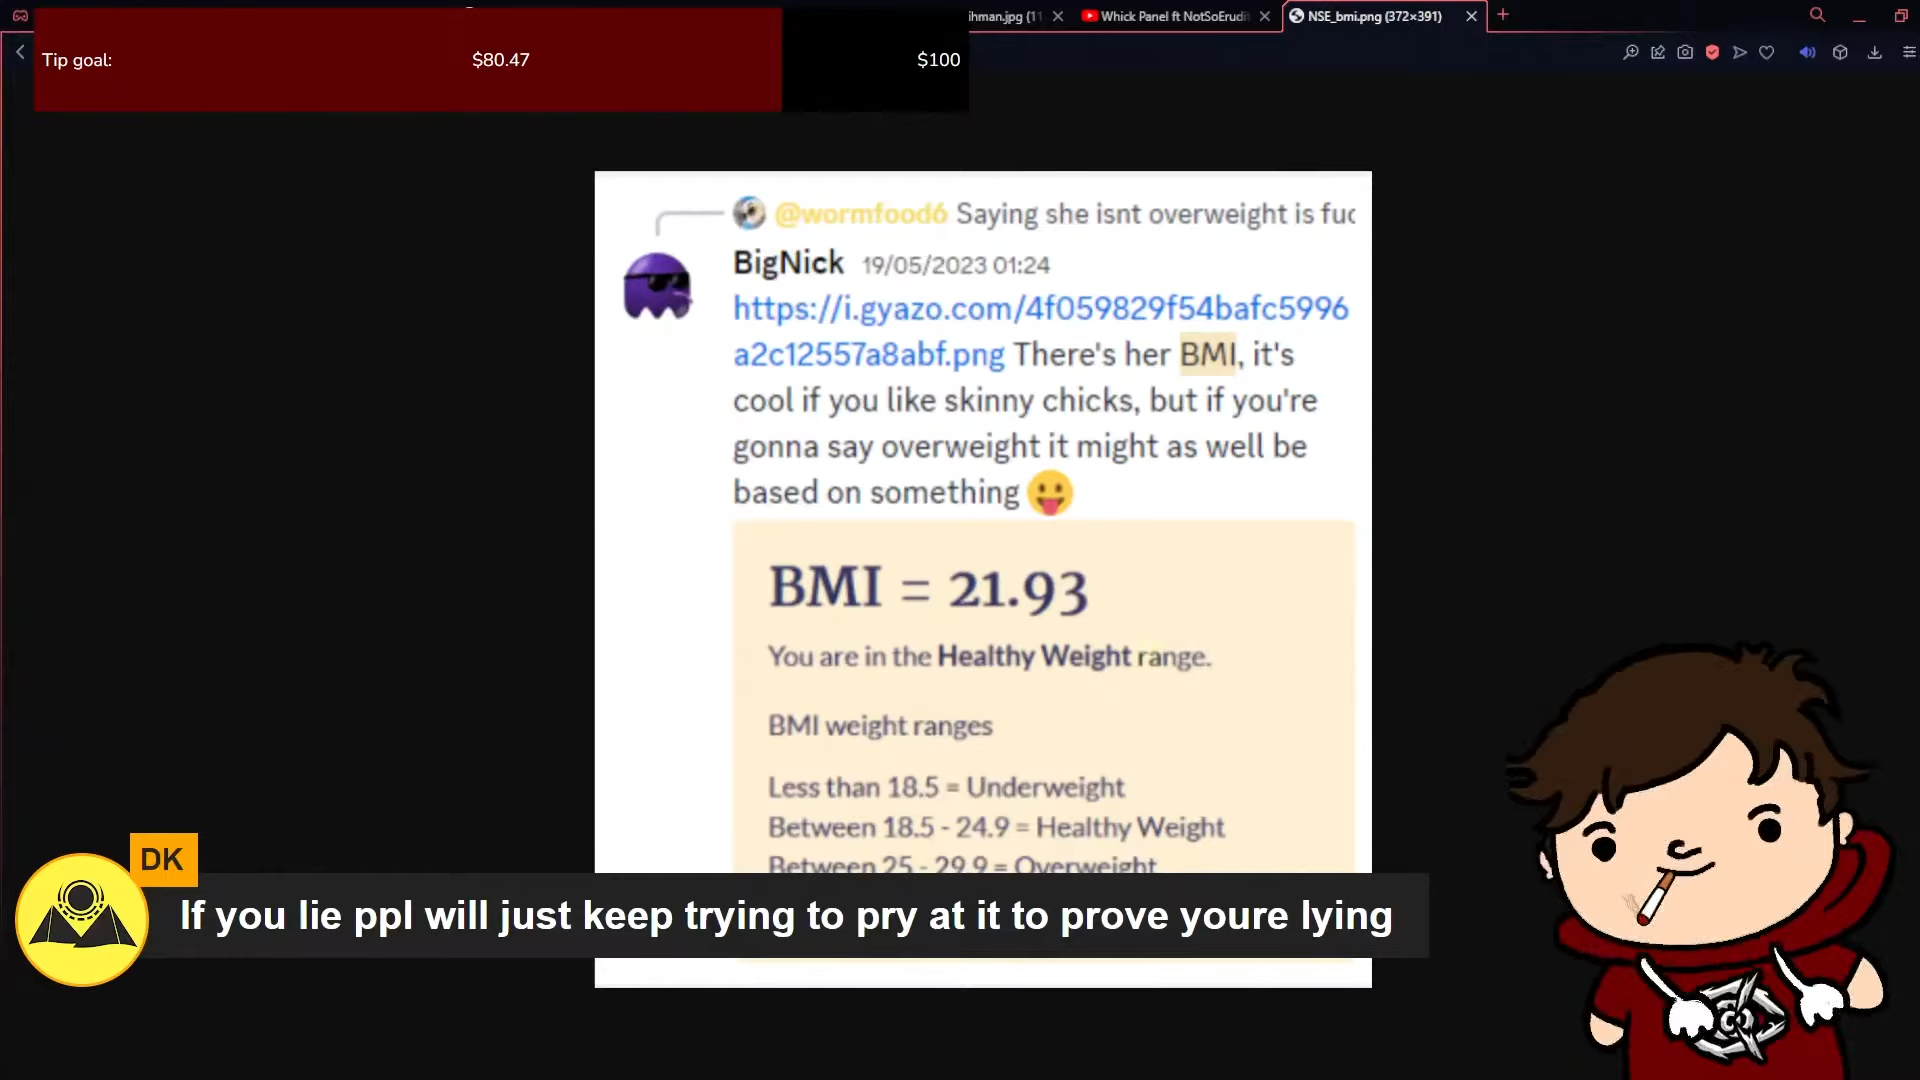 ihman.jpg (11
Whick Panel ft NotSoErudit
NSE_bmi.png (372×391)
Tip goal:
$80.47
$100
@wormfood6 Saying she isnt overweight is fuc
BigNick 19/05/2023 01:24
https://i.gyazo.com/4f059829f54bafc5996
a2c12557a8abf.png There's her BMI, it's
cool if you like skinny chicks, but if you're
gonna say overweight it might as well be
based on something
BMI = 21.93
You are in the Healthy Weight range.
BMI weight ranges
Less than 18.5 = Underweight
Between 18.5 - 24.9 = Healthy Weight
Between 25 - 29.9 = Overweight
DK
If you lie ppl will just keep trying to pry at it to prove youre lying